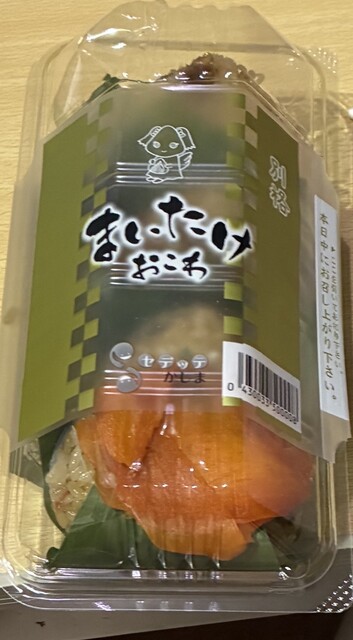 別格
まいたけ
おこわ
セデッテ
かしま
本日中にお召し上がり下さい。